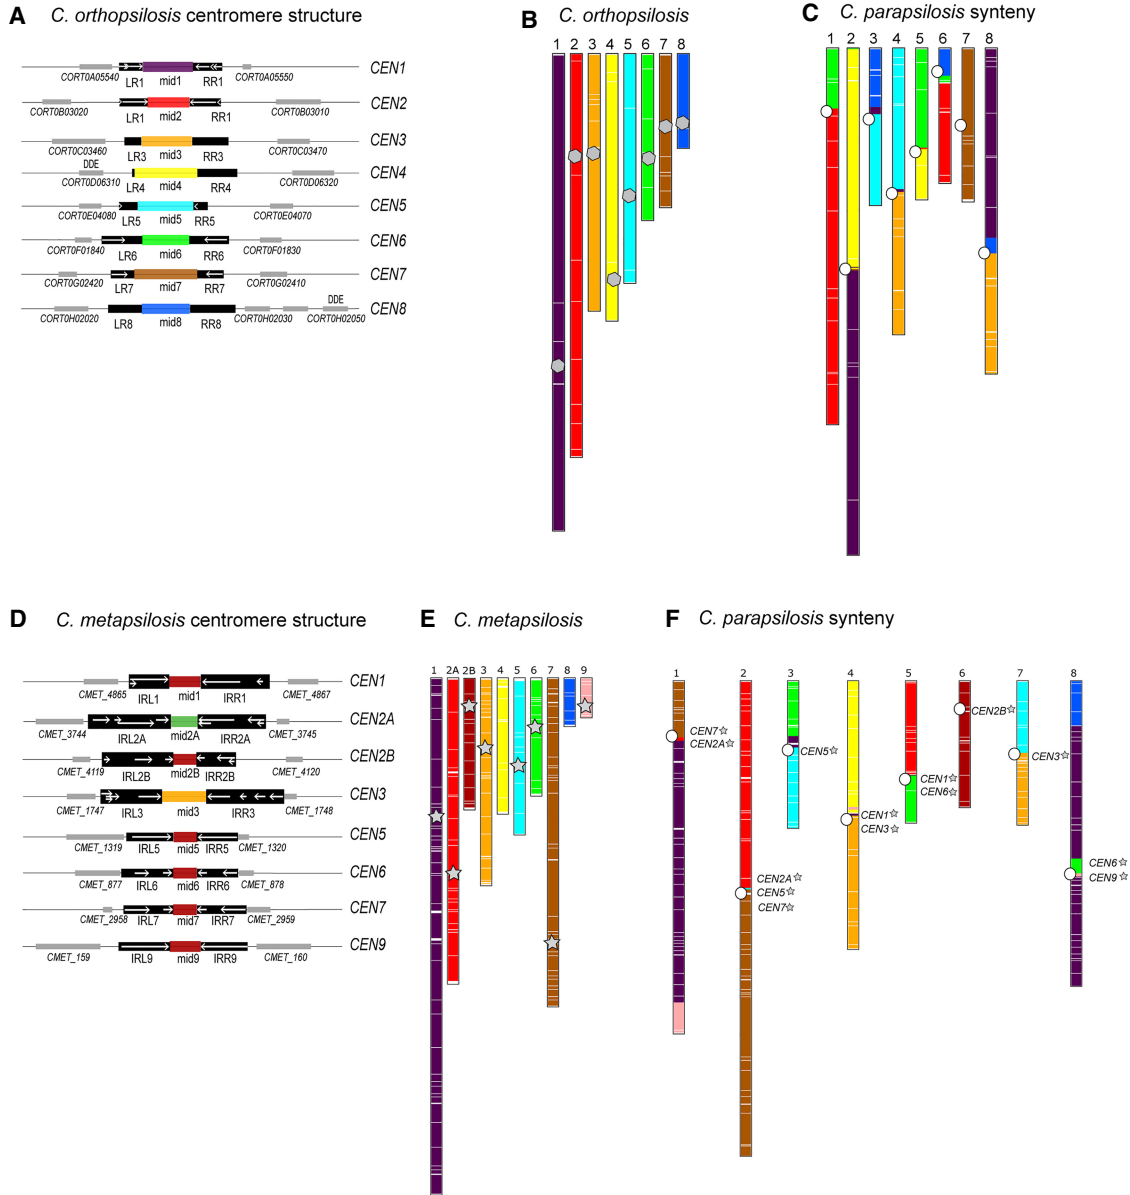 A C. orthopsilosis centromere structure
CORT0A05540 LR1 mid1 RR1 CORT0A05550 CEN1
CORT0B03020 LR1 mid2 RR1 CORT0B03010 CEN2
CORT0C03460 LR3 mid3 RR3 CORT0C03470 CEN3
DDE
CORT0D06310 LR4 mid4 RR4 CORT0D06320 CEN4
CORT0E04080 LR5 mid5 RR5 CORT0E04070 CEN5
CORT0F01840 LR6 mid6 RR6 CORT0F01830 CEN6
CORT0G02420 LR7 mid7 RR7 CORT0G02410 CEN7
DDE
CORT0H02020 LR8 mid8 RR8 CORT0H02030 CORT0H02050 CEN8
B C. orthopsilosis
1 2 3 4 5 6 7 8
C C. parapsilosis synteny
1 2 3 4 5 6 7 8
D C. metapsilosis centromere structure
CMET_4865 IRL1 mid1 IRR1 CMET_4867 CEN1
CMET_3744 IRL2A mid2A IRR2A CMET_3745 CEN2A
CMET_4119 IRL2B mid2B IRR2B CMET_4120 CEN2B
CMET_1747 IRL3 mid3 IRR3 CMET_1748 CEN3
CMET_1319 IRL5 mid5 IRR5 CMET_1320 CEN5
CMET_877 IRL6 mid6 IRR6 CMET_878 CEN6
CMET_2958 IRL7 mid7 IRR7 CMET_2959 CEN7
CMET_159 IRL9 mid9 IRR9 CMET_160 CEN9
E C. metapsilosis
1 2A 2B 3 4 5 6 7 8 9
F C. parapsilosis synteny
1 2 3 4 5 6 7 8
CEN7☆
CEN2A☆
CEN2A☆
CEN5☆
CEN7☆
CEN5☆
CEN1☆
CEN3☆
CEN1☆
CEN6☆
CEN2B☆
CEN3☆
CEN6☆
CEN9☆